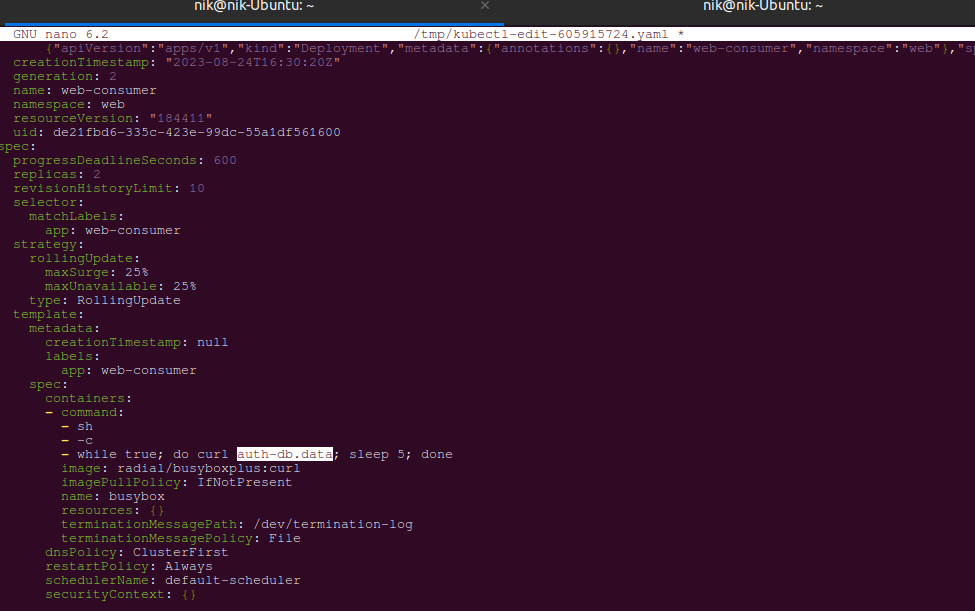 nik@nik-Ubuntu: ~ × nik@nik-Ubuntu: ~
GNU nano 6.2 /tmp/kubectl-edit-605915724.yaml *
{"apiVersion":"apps/v1","kind":"Deployment","metadata":{"annotations":{},"name":"web-consumer","namespace":"web"},"sp
creationTimestamp: "2023-08-24T16:30:20Z"
generation: 2
name: web-consumer
namespace: web
resourceVersion: "184411"
uid: de21fbd6-335c-423e-99dc-55a1df561600
spec:
progressDeadlineSeconds: 600
replicas: 2
revisionHistoryLimit: 10
selector:
matchLabels:
app: web-consumer
strategy:
rollingUpdate:
maxSurge: 25%
maxUnavailable: 25%
type: RollingUpdate
template:
metadata:
creationTimestamp: null
labels:
app: web-consumer
spec:
containers:
- command:
- sh
- -c
- while true; do curl auth-db.data; sleep 5; done
image: radial/busyboxplus:curl
imagePullPolicy: IfNotPresent
name: busybox
resources: {}
terminationMessagePath: /dev/termination-log
terminationMessagePolicy: File
dnsPolicy: ClusterFirst
restartPolicy: Always
schedulerName: default-scheduler
securityContext: {}